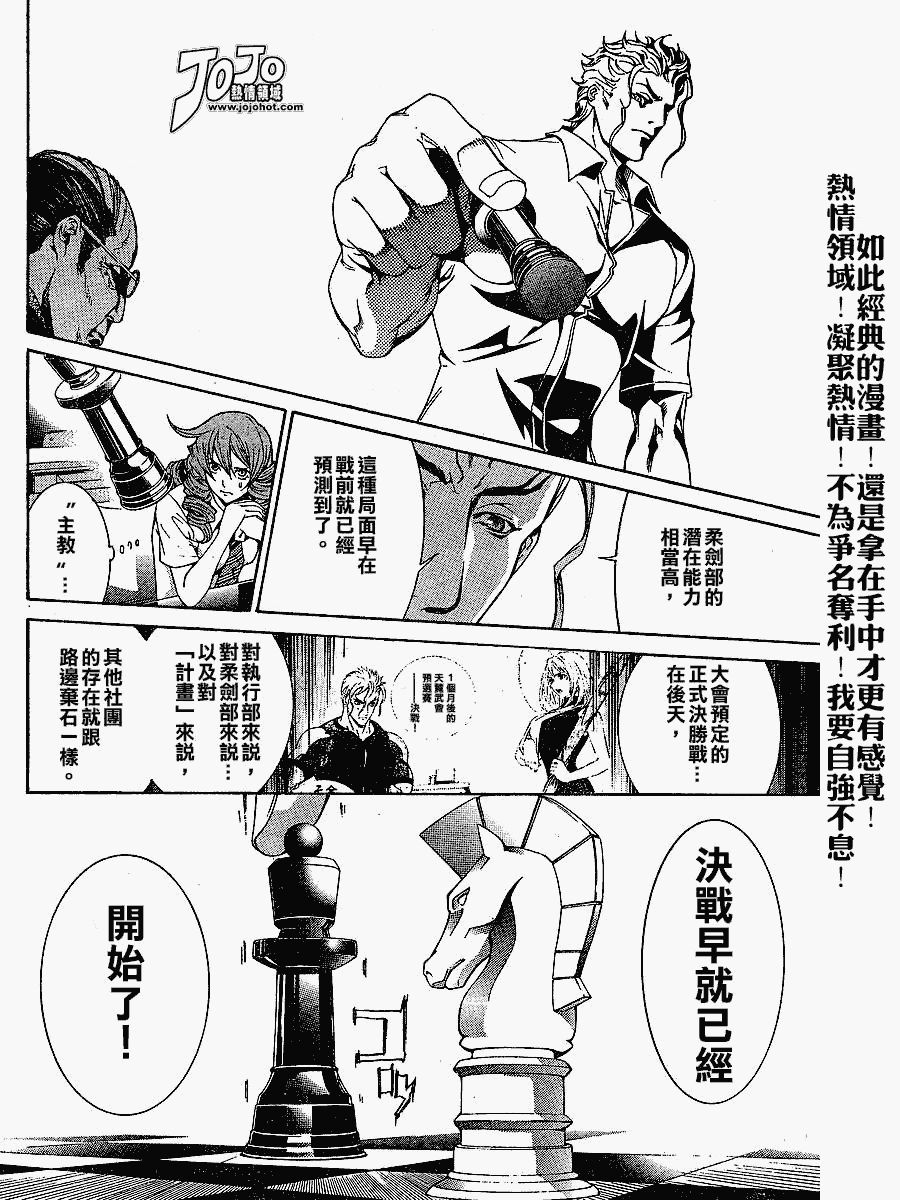 JOJO
熱情領域
www.jojohot.com
如此經典的漫畫！還是拿在手中才更有感覺！
熱情領域！凝聚熱情！不為爭名奪利！我要自強不息！
柔劍部的
潛在能力
相當高，
這種局面早在
戰前就已經
預測到了。
〝主教〞…
大會預定的
正式決勝戰…
在後天，
1個月後的
天覽武會
預選賽
——決戰！
對執行部來說，
對柔劍部來說…
以及對
「計畫」來說，
其他社團
的存在就跟
路邊棄石一樣。
決戰早就已經
開始了！